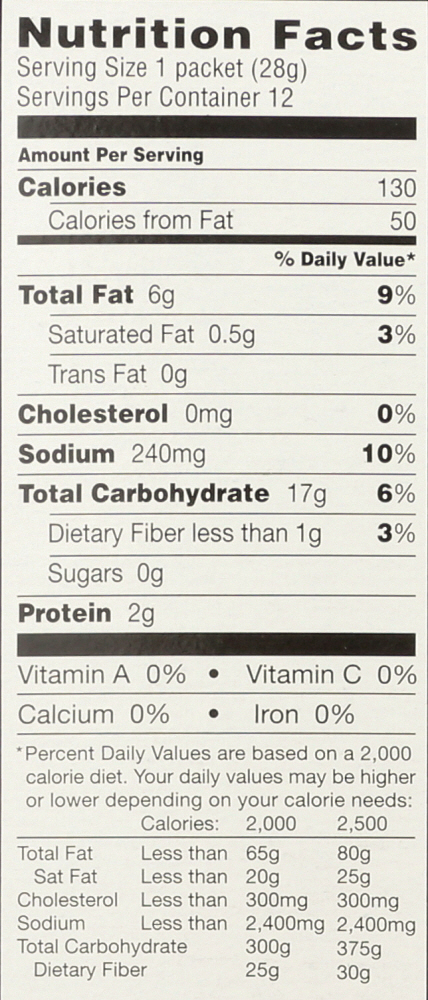 Nutrition Facts
Serving Size 1 packet (28g)
Servings Per Container 12
Amount Per Serving
Calories 130
Calories from Fat 50
% Daily Value*
Total Fat 6g 9%
Saturated Fat 0.5g 3%
Trans Fat 0g
Cholesterol 0mg 0%
Sodium 240mg 10%
Total Carbohydrate 17g 6%
Dietary Fiber less than 1g 3%
Sugars 0g
Protein 2g
Vitamin A 0% • Vitamin C 0%
Calcium 0% • Iron 0%
*Percent Daily Values are based on a 2,000
calorie diet. Your daily values may be higher
or lower depending on your calorie needs:
Calories: 2,000 2,500
Total Fat Less than 65g 80g
Sat Fat Less than 20g 25g
Cholesterol Less than 300mg 300mg
Sodium Less than 2,400mg 2,400mg
Total Carbohydrate 300g 375g
Dietary Fiber 25g 30g